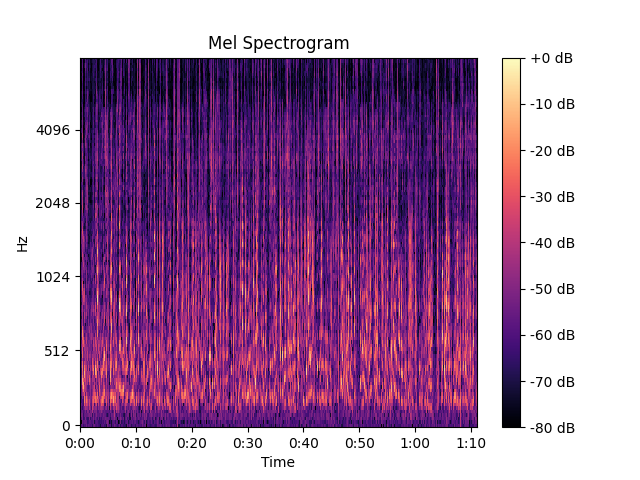 Mel Spectrogram
Hz
4096
2048
1024
512
0
0:00 0:10 0:20 0:30 0:40 0:50 1:00 1:10
Time
+0 dB
-10 dB
-20 dB
-30 dB
-40 dB
-50 dB
-60 dB
-70 dB
-80 dB